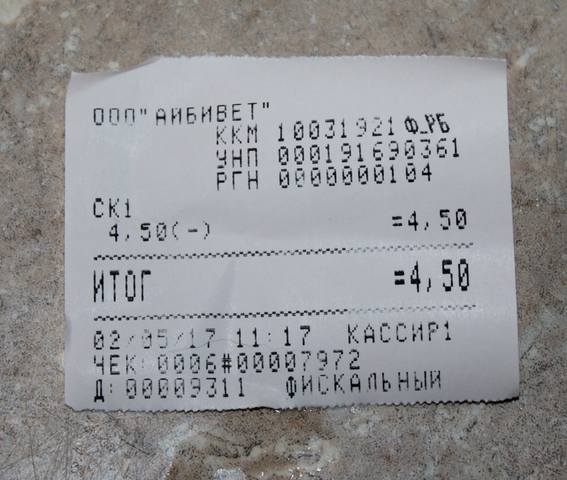 ООО"АЙБИВЕТ"
ККМ 10031921 Ф_РБ
УНП 000191690361
РГН 0000000104
СК1
4,50(-) =4,50
ИТОГ =4,50
02/05/17 11:17 КАССИР1
ЧЕК:0006#00007972
Д:00009311 ФИСКАЛЬНЫЙ